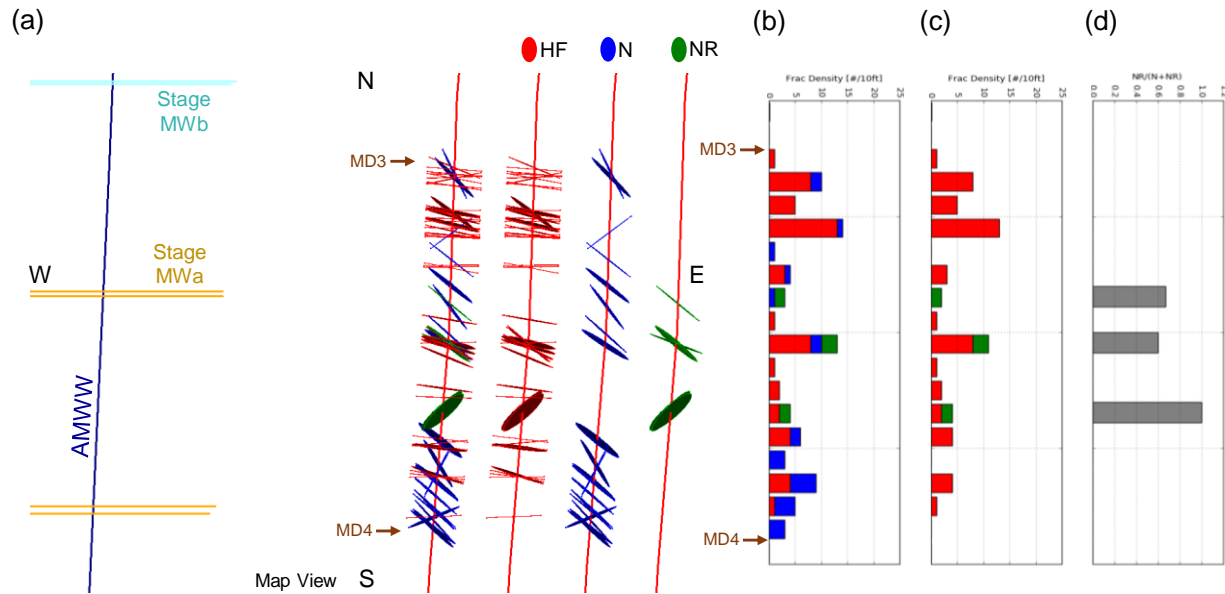 (a)
(b)
(c)
(d)
HF
N
NR
N
Frac Density [#/10ft]
0 5 10 15 20 25
Frac Density [#/10ft]
0 5 10 15 20 25
NR/(N+NR)
0.0 0.2 0.4 0.6 0.8 1.0 1.2
Stage
MWb
MD3
MD3
Stage
MWa
W
E
AMWW
MD4
MD4
Map View
S